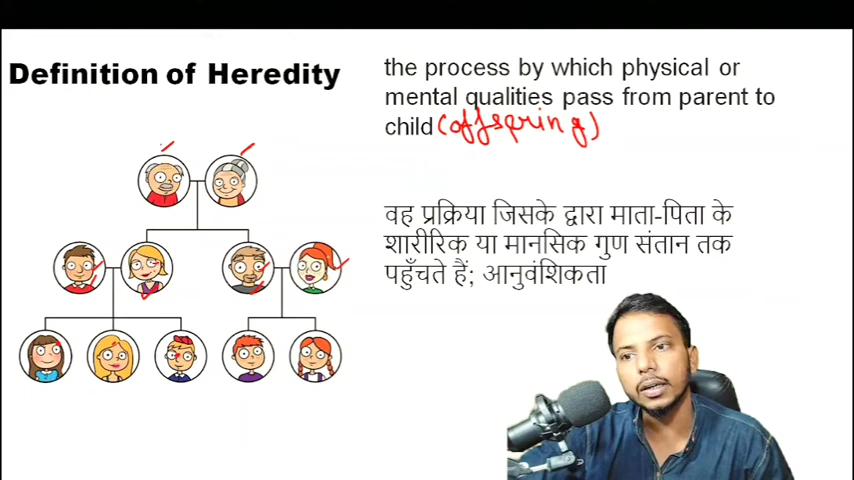 Definition of Heredity
the process by which physical or
mental qualities pass from parent to
child (offspring)
वह प्रक्रिया जिसके द्वारा माता-पिता के
शारीरिक या मानसिक गुण संतान तक
पहुँचते हैं; आनुवंशिकता